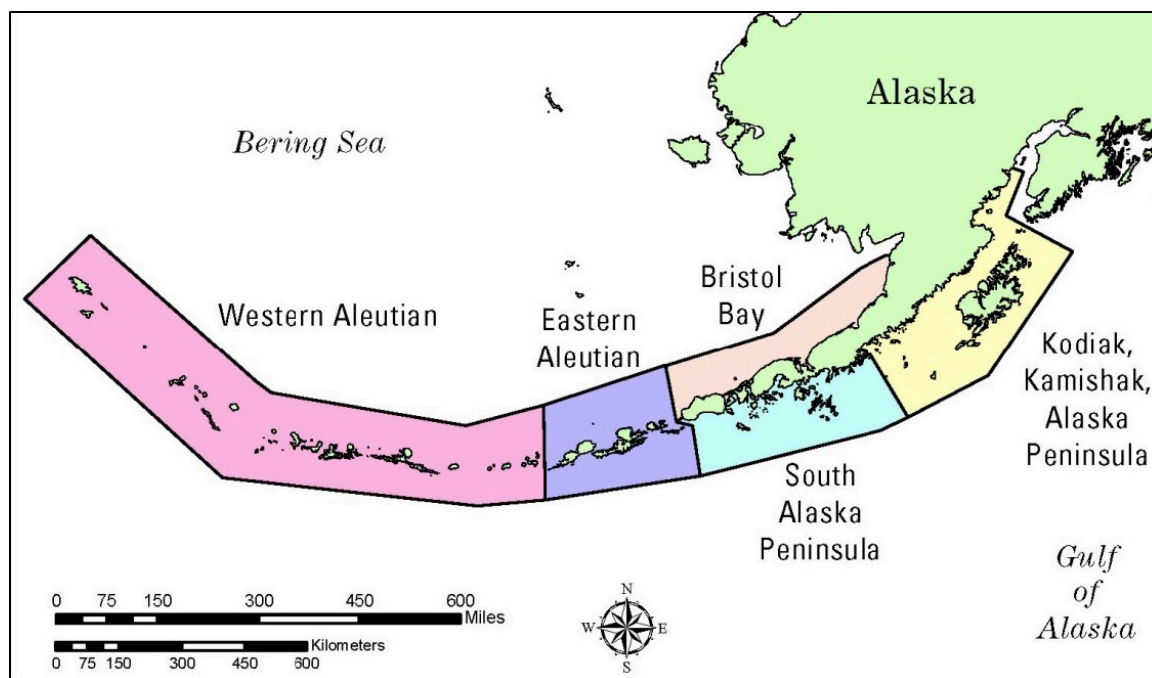 Alaska
Bering Sea
Western Aleutian
Eastern
Aleutian
Bristol
Bay
Kodiak,
Kamishak,
Alaska
Peninsula
South
Alaska
Peninsula
Gulf
of
Alaska
0 75 150 300 450 600
Miles
Kilometers
0 75 150 300 450 600
N
W E
S